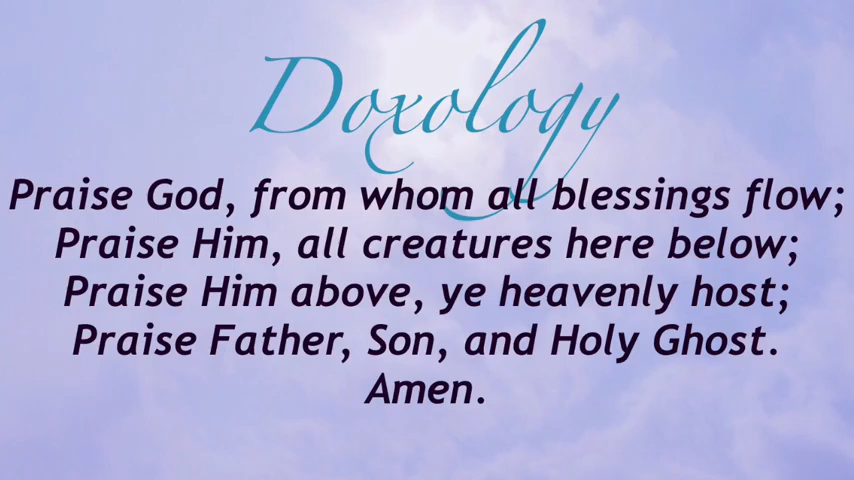 Doxology
Praise God, from whom all blessings flow;
Praise Him, all creatures here below;
Praise Him above, ye heavenly host;
Praise Father, Son, and Holy Ghost.
Amen.